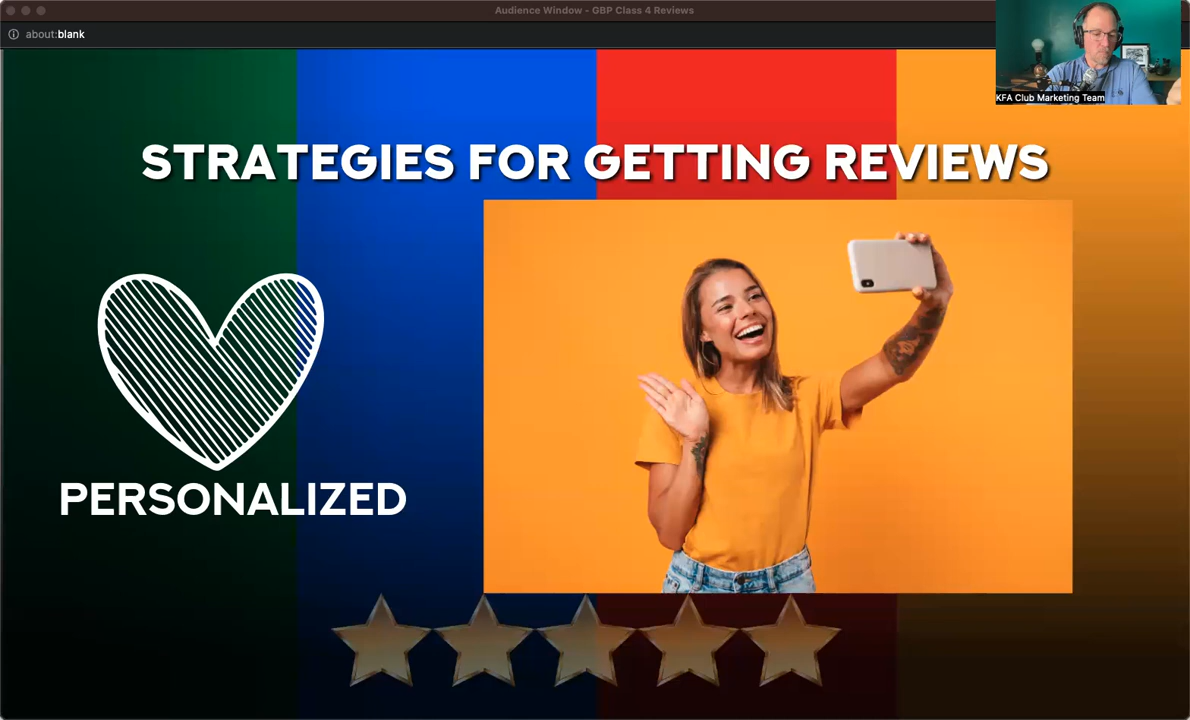 Audience Window - GBP Class 4 Reviews
about:blank
KFA Club Marketing Team
STRATEGIES FOR GETTING REVIEWS
PERSONALIZED